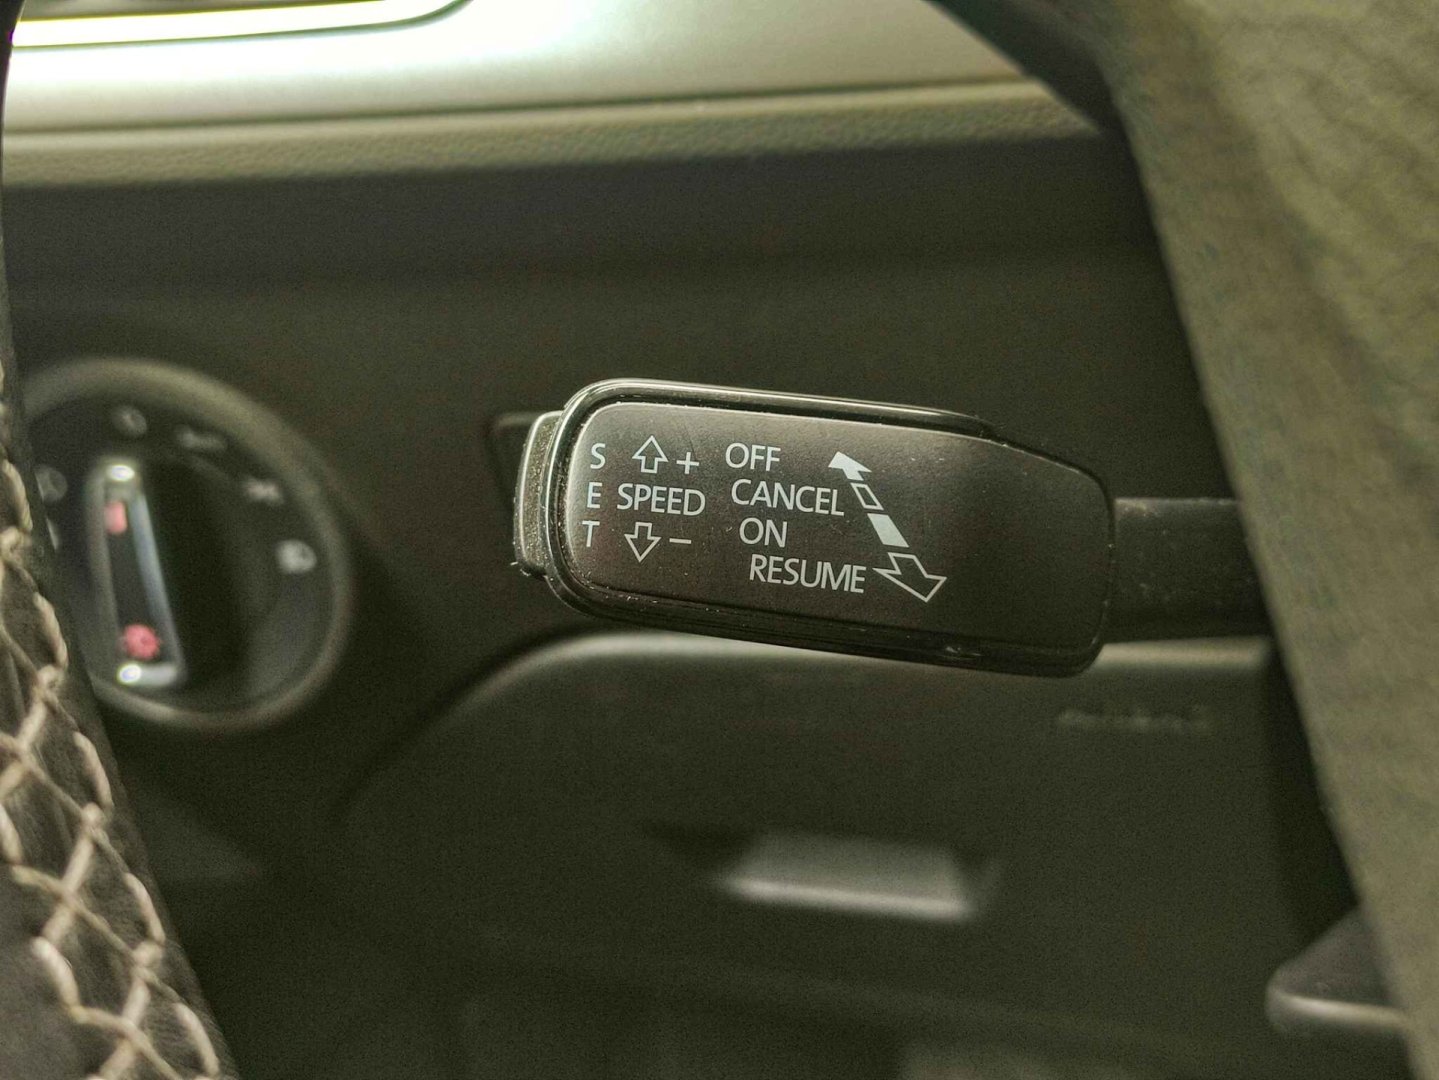 S
E
T
+
SPEED
–
OFF
CANCEL
ON
RESUME